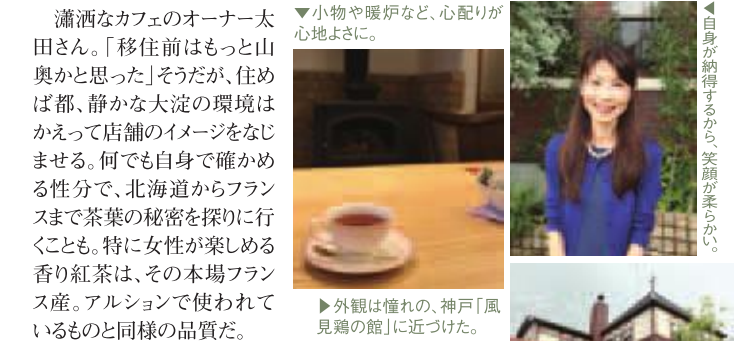 瀟洒なカフェのオーナー太
田さん。「移住前はもっと山
奥かと思った」そうだが、住め
ば都、静かな大淀の環境は
かえって店舗のイメージをなじ
ませる。何でも自身で確かめ
る性分で、北海道からフラン
スまで茶葉の秘密を探りに行
くことも。特に女性が楽しめる
香り紅茶は、その本場フラン
ス産。アルションで使われて
いるものと同様の品質だ。
▼小物や暖炉など、心配りが
心地よさに。
▶外観は憧れの、神戸「風
見鶏の館」に近づけた。
◀自身が納得するから、笑顔が柔らかい。